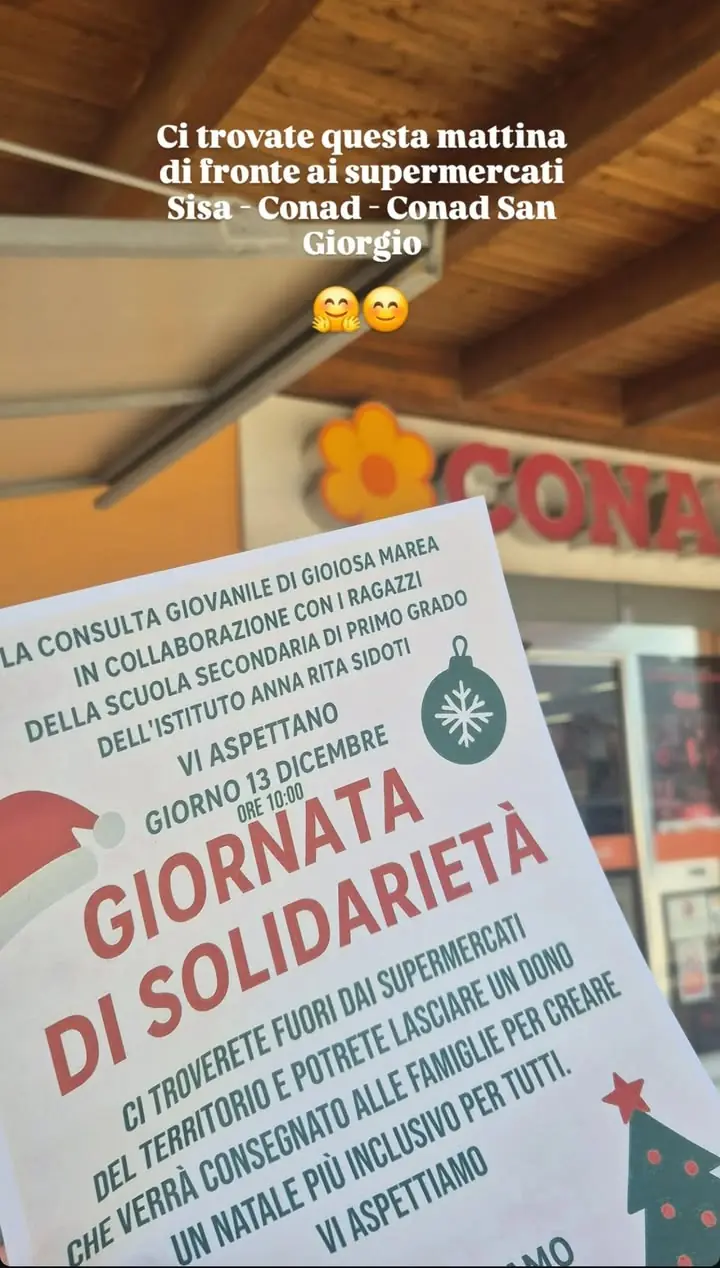 Ci trovate questa mattina
di fronte ai supermercati
Sisa - Conad - Conad San
Giorgio
CONA
LA CONSULTA GIOVANILE DI GIOIOSA MAREA
IN COLLABORAZIONE CON I RAGAZZI
DELLA SCUOLA SECONDARIA DI PRIMO GRADO
DELL'ISTITUTO ANNA RITA SIDOTI
VI ASPETTANO
GIORNO 13 DICEMBRE
ORE 10:00
GIORNATA
DI SOLIDARIETÀ
CI TROVERETE FUORI DAI SUPERMERCATI
DEL TERRITORIO E POTRETE LASCIARE UN DONO
CHE VERRÀ CONSEGNATO ALLE FAMIGLIE PER CREARE
UN NATALE PIÙ INCLUSIVO PER TUTTI.
VI ASPETTIAMO